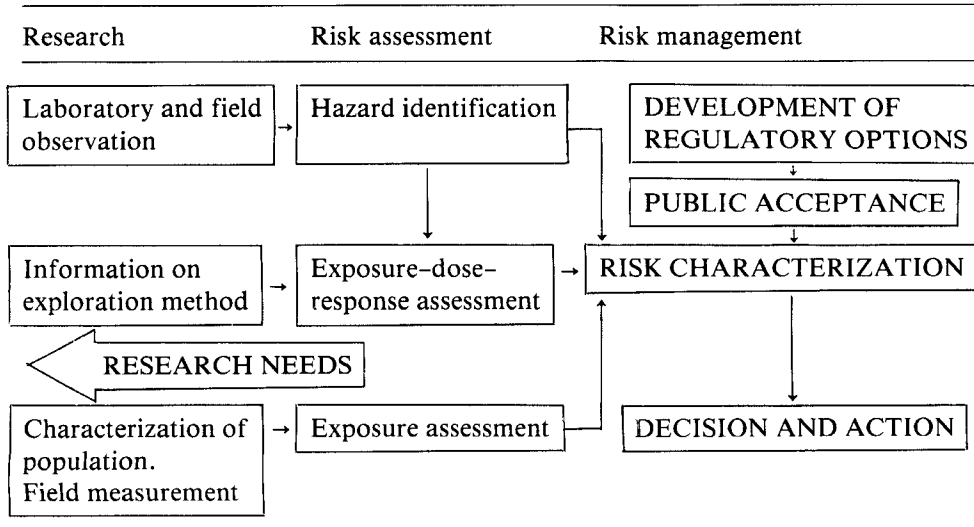 Research
Risk assessment
Risk management
Laboratory and field
observation
Hazard identification
DEVELOPMENT OF
REGULATORY OPTIONS
PUBLIC ACCEPTANCE
Information on
exploration method
Exposure–dose–
response assessment
RISK CHARACTERIZATION
RESEARCH NEEDS
Characterization of
population.
Field measurement
Exposure assessment
DECISION AND ACTION